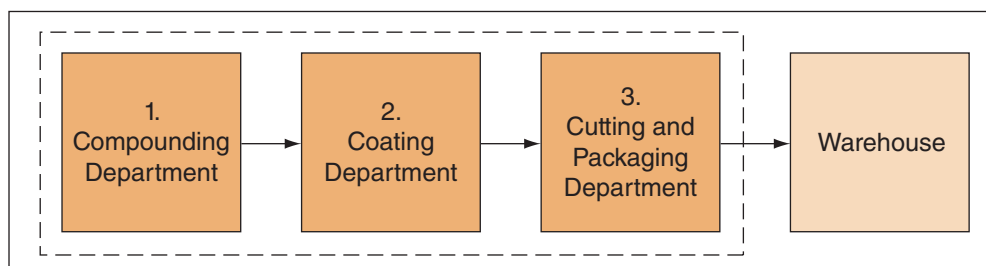 1.
Compounding
Department
2.
Coating
Department
3.
Cutting and
Packaging
Department
Warehouse